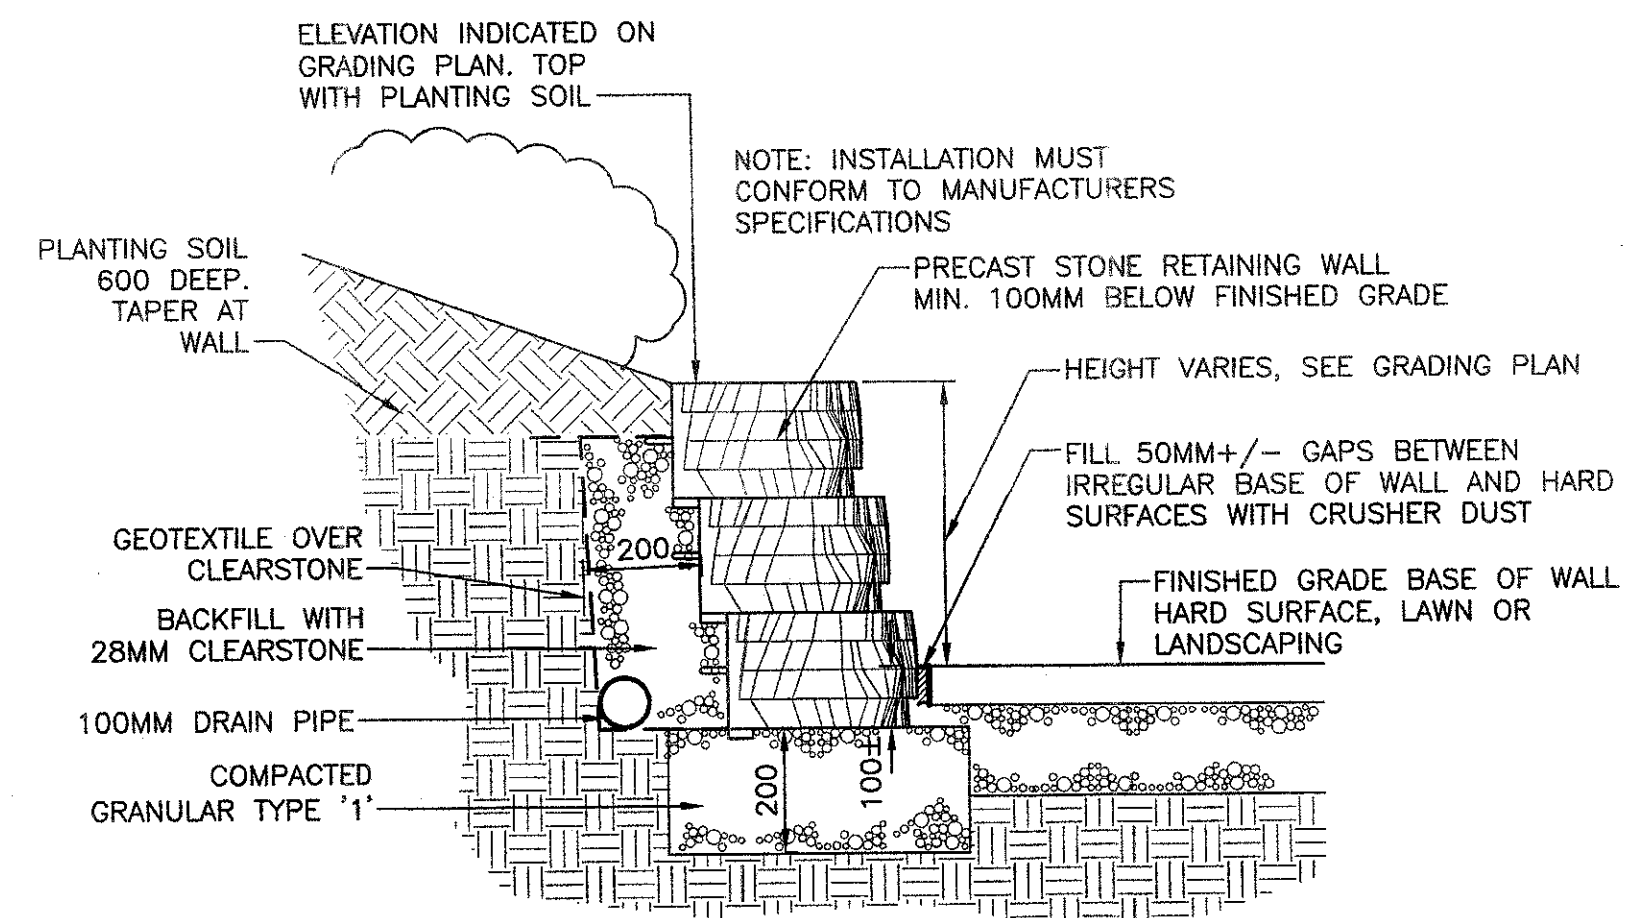 ELEVATION INDICATED ON
GRADING PLAN. TOP
WITH PLANTING SOIL
NOTE: INSTALLATION MUST
CONFORM TO MANUFACTURERS
SPECIFICATIONS
PLANTING SOIL
600 DEEP.
TAPER AT
WALL
PRECAST STONE RETAINING WALL
MIN. 100MM BELOW FINISHED GRADE
HEIGHT VARIES, SEE GRADING PLAN
FILL 50MM+/- GAPS BETWEEN
IRREGULAR BASE OF WALL AND HARD
SURFACES WITH CRUSHER DUST
GEOTEXTILE OVER
CLEARSTONE
200
FINISHED GRADE BASE OF WALL
HARD SURFACE, LAWN OR
LANDSCAPING
BACKFILL WITH
28MM CLEARSTONE
100MM DRAIN PIPE
COMPACTED
GRANULAR TYPE '1'
200
100±